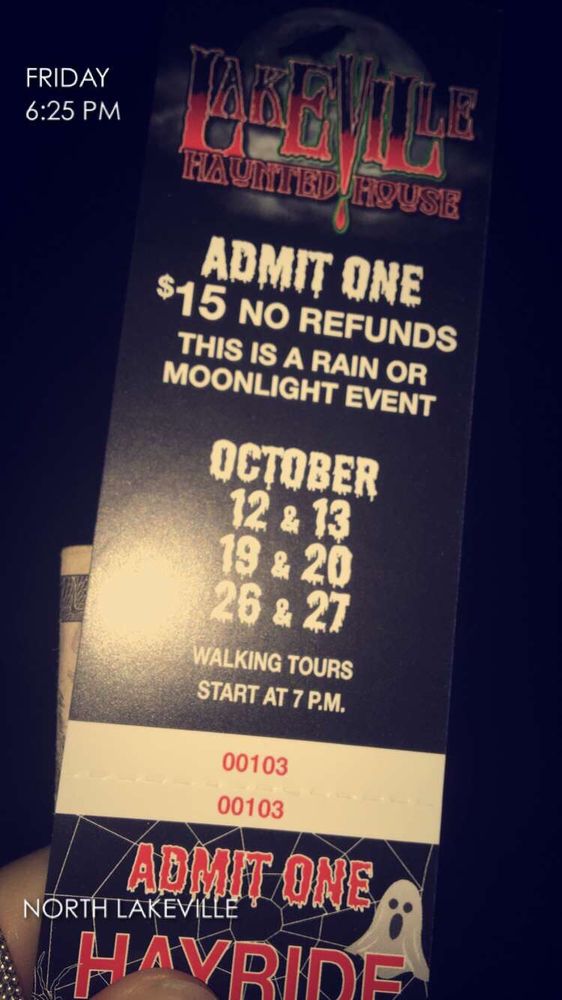 FRIDAY
6:25 PM
LAKEVILLE
HAUNTED HOUSE
ADMIT ONE
$15 NO REFUNDS
THIS IS A RAIN OR
MOONLIGHT EVENT
OCTOBER
12 & 13
19 & 20
26 & 27
WALKING TOURS
START AT 7 P.M.
00103
00103
ADMIT ONE
NORTH LAKEVILLE
HAYRIDE